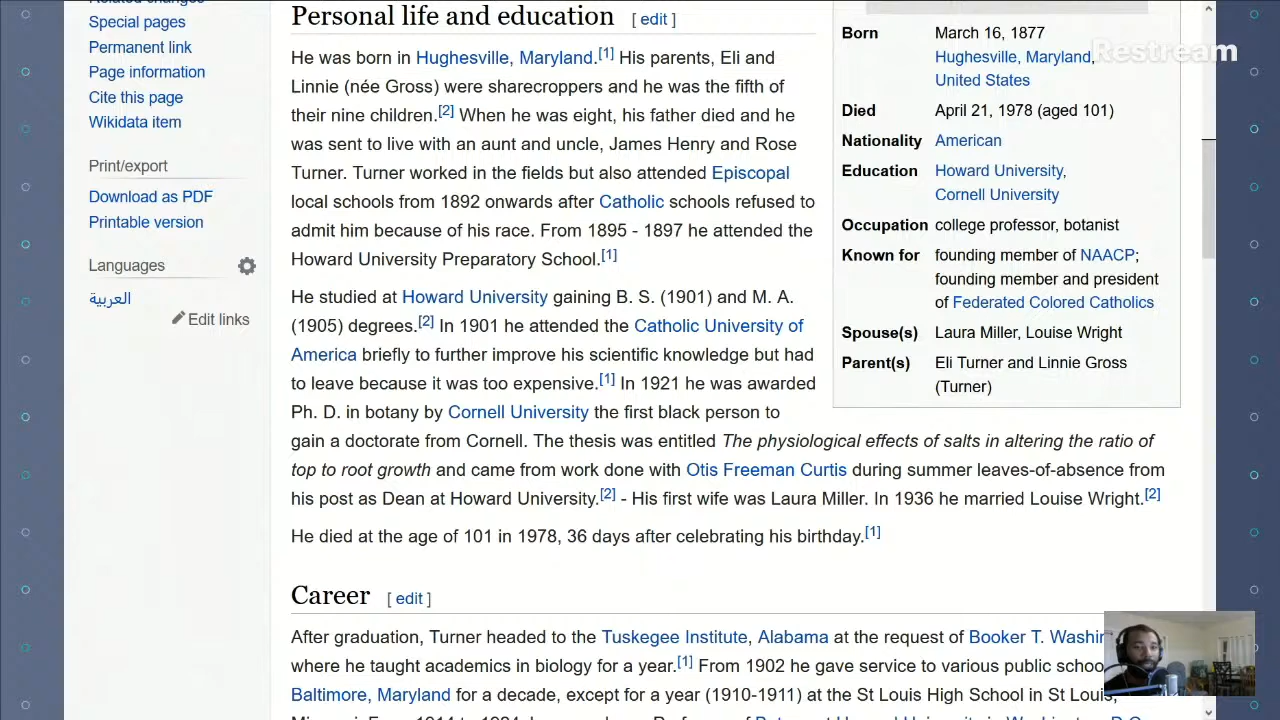 Related changes
Special pages
Permanent link
Page information
Cite this page
Wikidata item
Print/export
Download as PDF
Printable version
Languages
العربية
Edit links
Personal life and education [ edit ]
He was born in Hughesville, Maryland.[1] His parents, Eli and
Linnie (née Gross) were sharecroppers and he was the fifth of
their nine children.[2] When he was eight, his father died and he
was sent to live with an aunt and uncle, James Henry and Rose
Turner. Turner worked in the fields but also attended Episcopal
local schools from 1892 onwards after Catholic schools refused to
admit him because of his race. From 1895 - 1897 he attended the
Howard University Preparatory School.[1]
He studied at Howard University gaining B. S. (1901) and M. A.
(1905) degrees.[2] In 1901 he attended the Catholic University of
America briefly to further improve his scientific knowledge but had
to leave because it was too expensive.[1] In 1921 he was awarded
Ph. D. in botany by Cornell University the first black person to
gain a doctorate from Cornell. The thesis was entitled The physiological effects of salts in altering the ratio of
top to root growth and came from work done with Otis Freeman Curtis during summer leaves-of-absence from
his post as Dean at Howard University.[2] - His first wife was Laura Miller. In 1936 he married Louise Wright.[2]
He died at the age of 101 in 1978, 36 days after celebrating his birthday.[1]
Career [ edit ]
After graduation, Turner headed to the Tuskegee Institute, Alabama at the request of Booker T. Washin
where he taught academics in biology for a year.[1] From 1902 he gave service to various public schoo
Baltimore, Maryland for a decade, except for a year (1910-1911) at the St Louis High School in St Louis,
Born March 16, 1877
Hughesville, Maryland,
United States
Died April 21, 1978 (aged 101)
Nationality American
Education Howard University,
Cornell University
Occupation college professor, botanist
Known for founding member of NAACP;
founding member and president
of Federated Colored Catholics
Spouse(s) Laura Miller, Louise Wright
Parent(s) Eli Turner and Linnie Gross
(Turner)
Restream